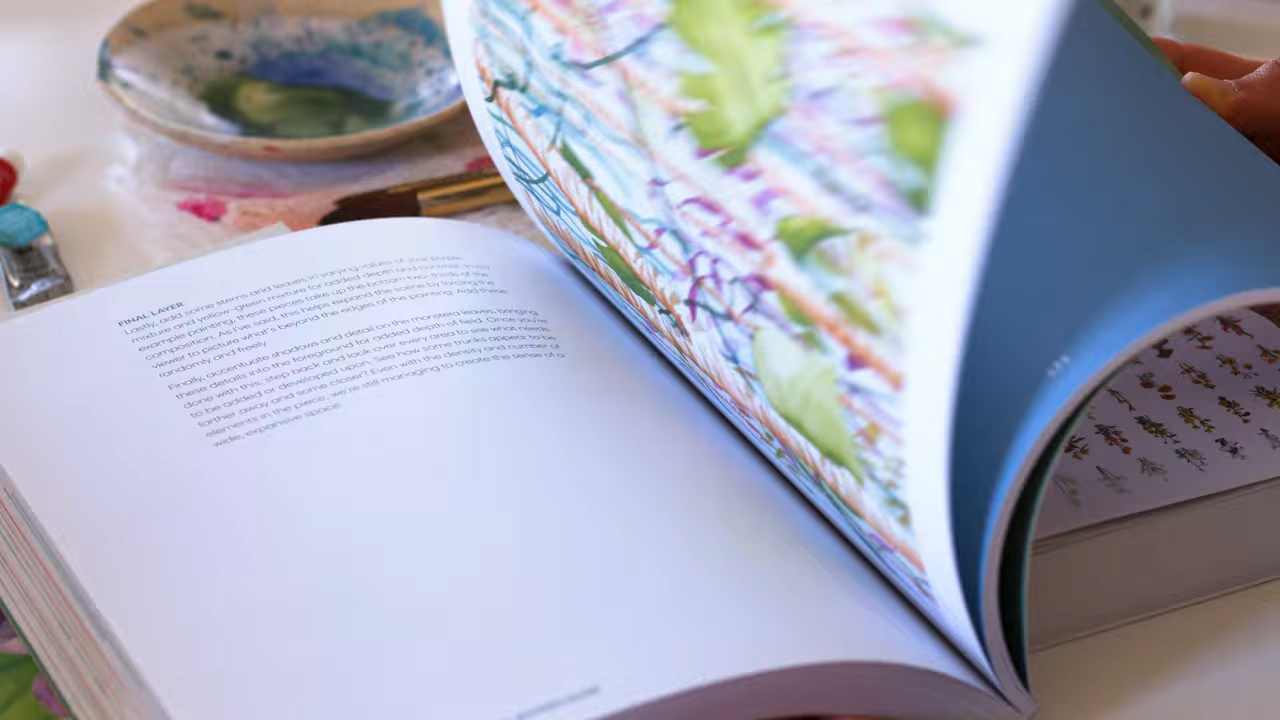 FINAL LAYER
Lastly, add some stems and leaves in varying values of your purple
mixture and yellow-green mixture for added depth and contrast. In my
example painting, these pieces take up the bottom two-thirds of the
composition. As I've said, this helps expand the scene by forcing the
viewer to picture what's beyond the edges of the painting. Add these
randomly and freely.
Finally, accentuate shadows and detail on the monstera leaves, bringing
these details into the foreground for added depth of field. Once you're
done with this, step back and look over every area to see what needs
to be added or developed upon. See how some trunks appear to be
farther away and some closer? Even with the density and number of
elements in the piece, we're still managing to create the sense of a
wide, expansive space.